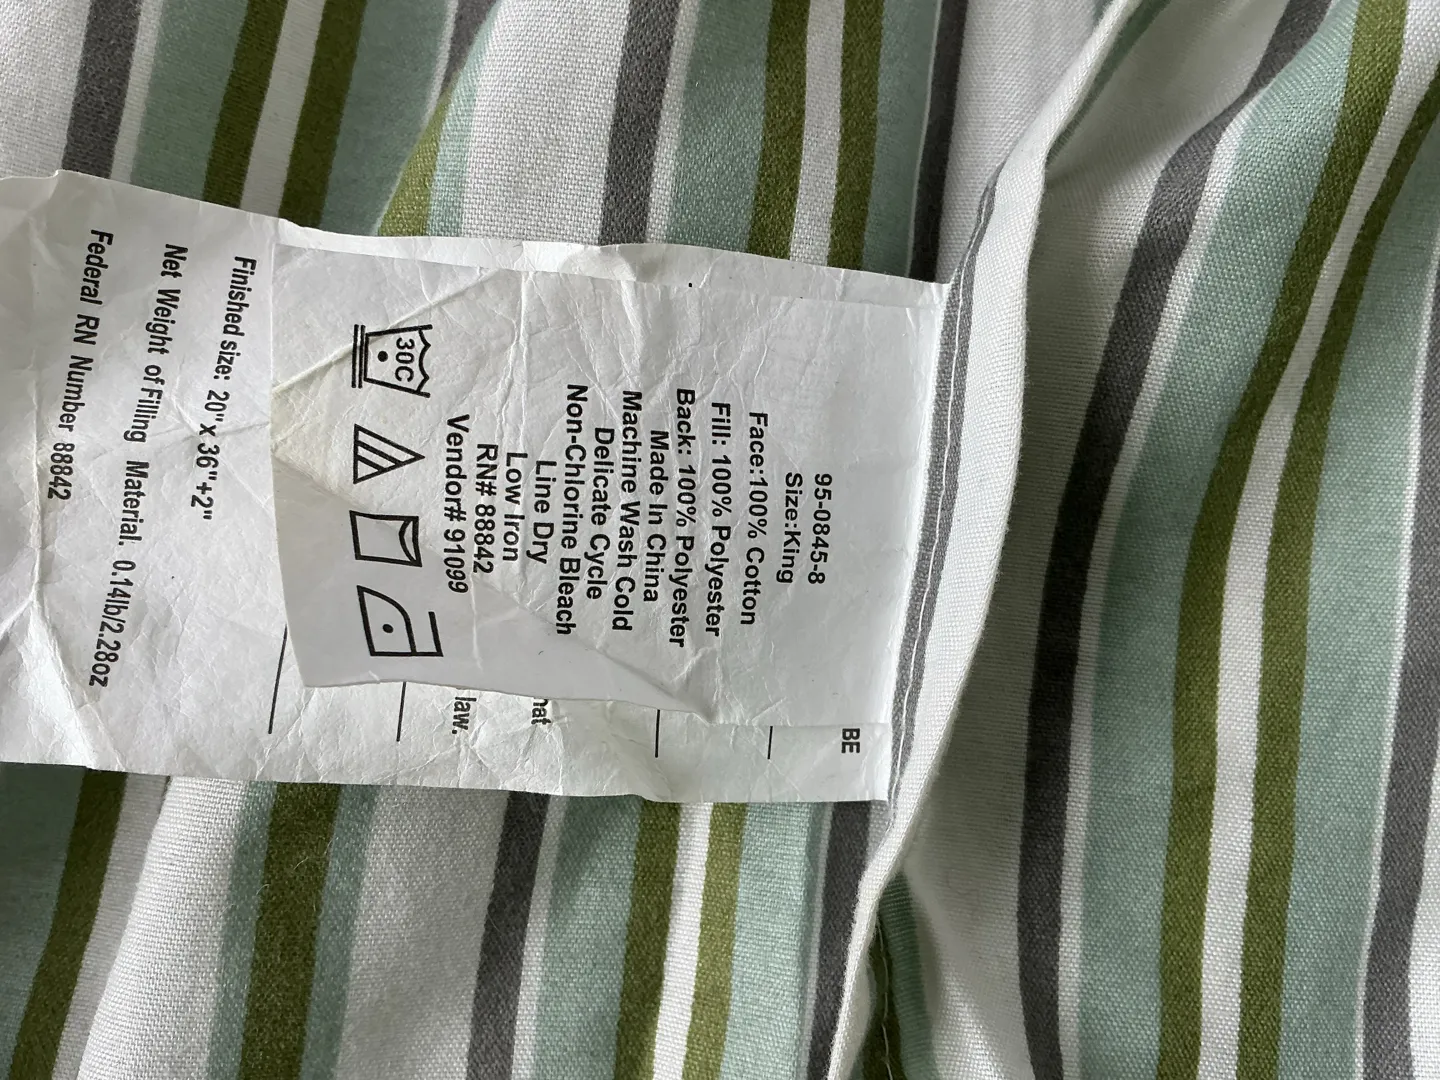 95-0845-8
Size:King
Face:100% Cotton
Fill: 100% Polyester
Back: 100% Polyester
Made In China
Machine Wash Cold
Delicate Cycle
Non-Chlorine Bleach
Line Dry
Low Iron
RN# 88842
Vendor# 91099
30C
BE
hat
law.
Finished size: 20" x 36"+2"
Net Weight of Filling Material. 0.14lb/2.28oz
Federal RN Number 88842